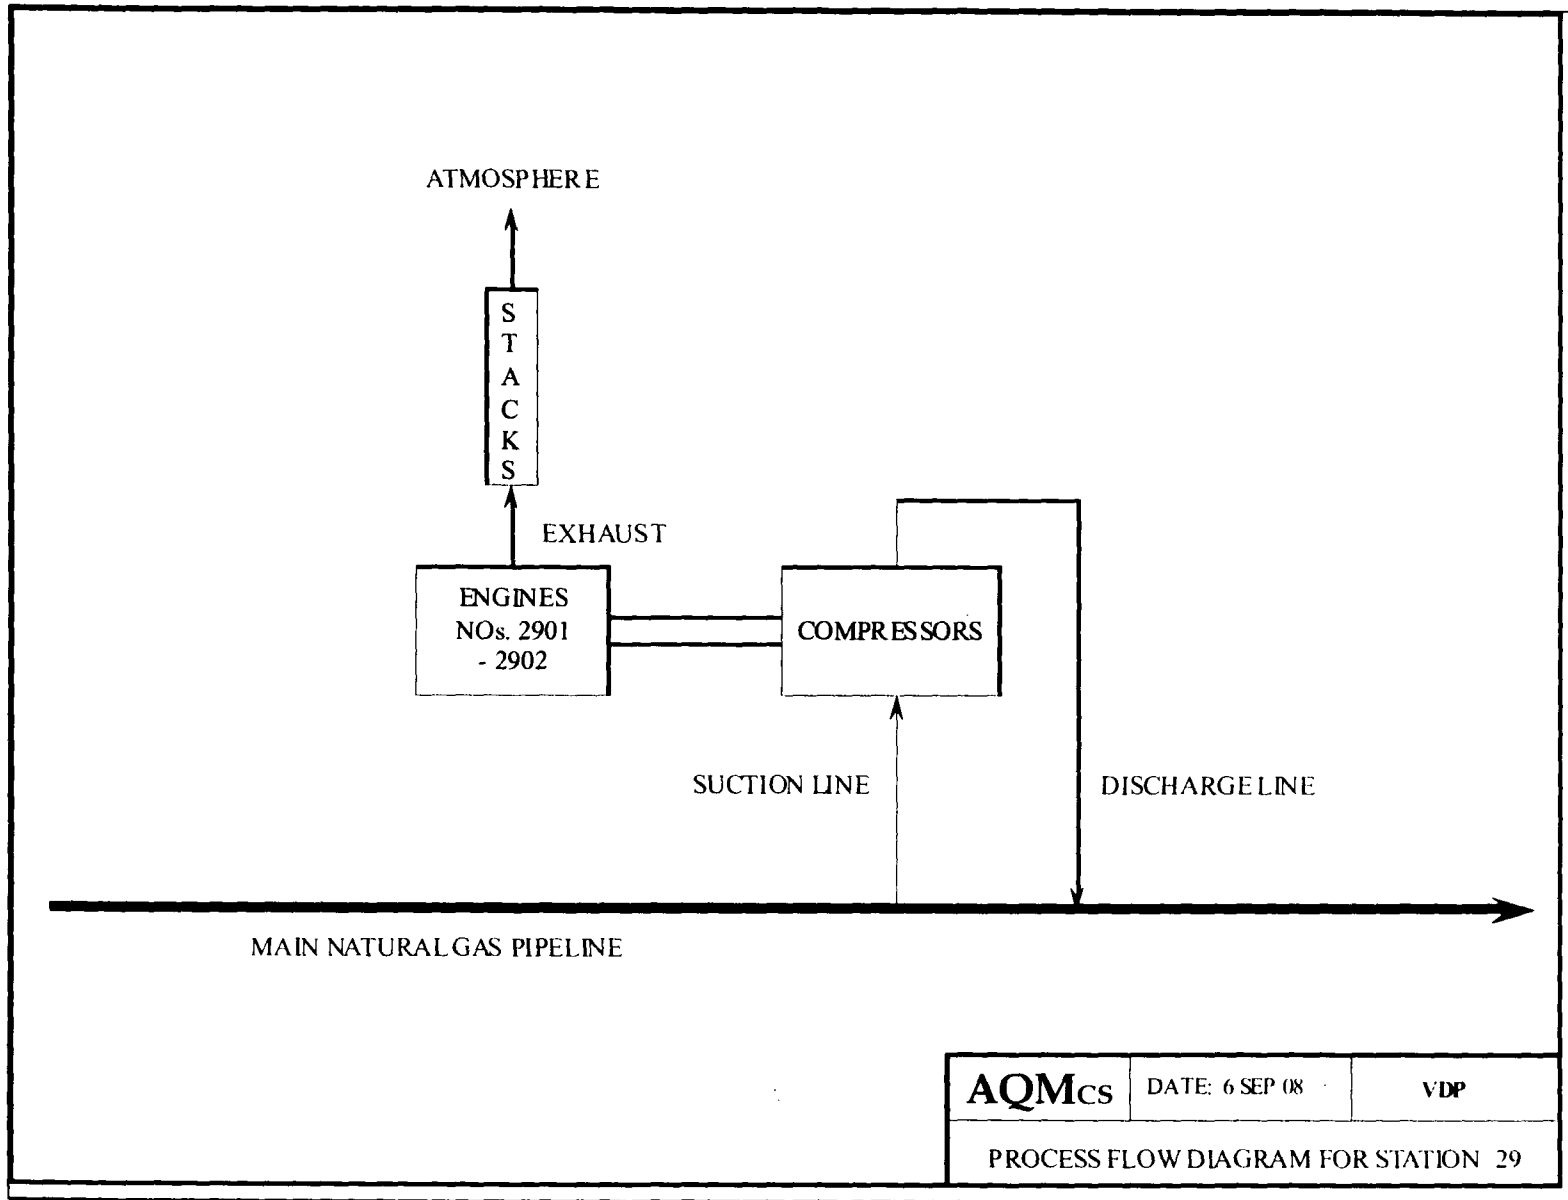 ATMOSPHERE
S
T
A
C
K
S
EXHAUST
ENGINES
NOs. 2901
- 2902
COMPRESSORS
SUCTION LINE
DISCHARGE LINE
MAIN NATURAL GAS PIPELINE
AQMcs
DATE: 6 SEP 08
VDP
PROCESS FLOW DIAGRAM FOR STATION 29